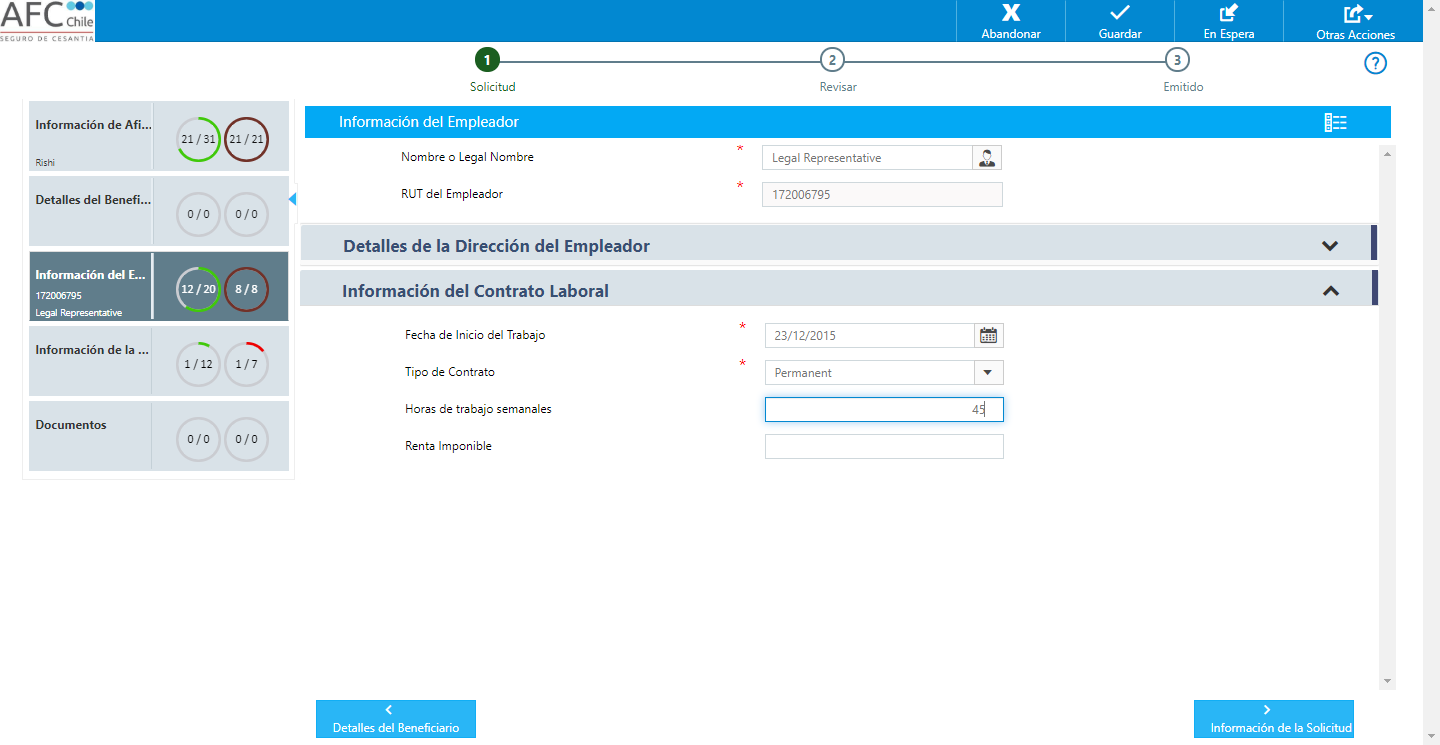 AFC
Chile
SEGURO DE CESANTIA
Abandonar
Guardar
En Espera
Otras Acciones
1
2
3
?
Solicitud
Revisar
Emitido
Información de Afi...
21 / 31
21 / 21
Rishi
Detalles del Benefi...
0 / 0
0 / 0
Información del E...
172006795
Legal Representative
12 / 20
8 / 8
Información de la ...
1 / 12
1 / 7
Documentos
0 / 0
0 / 0
Información del Empleador
Nombre o Legal Nombre
*
Legal Representative
RUT del Empleador
*
172006795
Detalles de la Dirección del Empleador
Información del Contrato Laboral
Fecha de Inicio del Trabajo
*
23/12/2015
Tipo de Contrato
*
Permanent
Horas de trabajo semanales
45
Renta Imponible
Detalles del Beneficiario
Información de la Solicitud